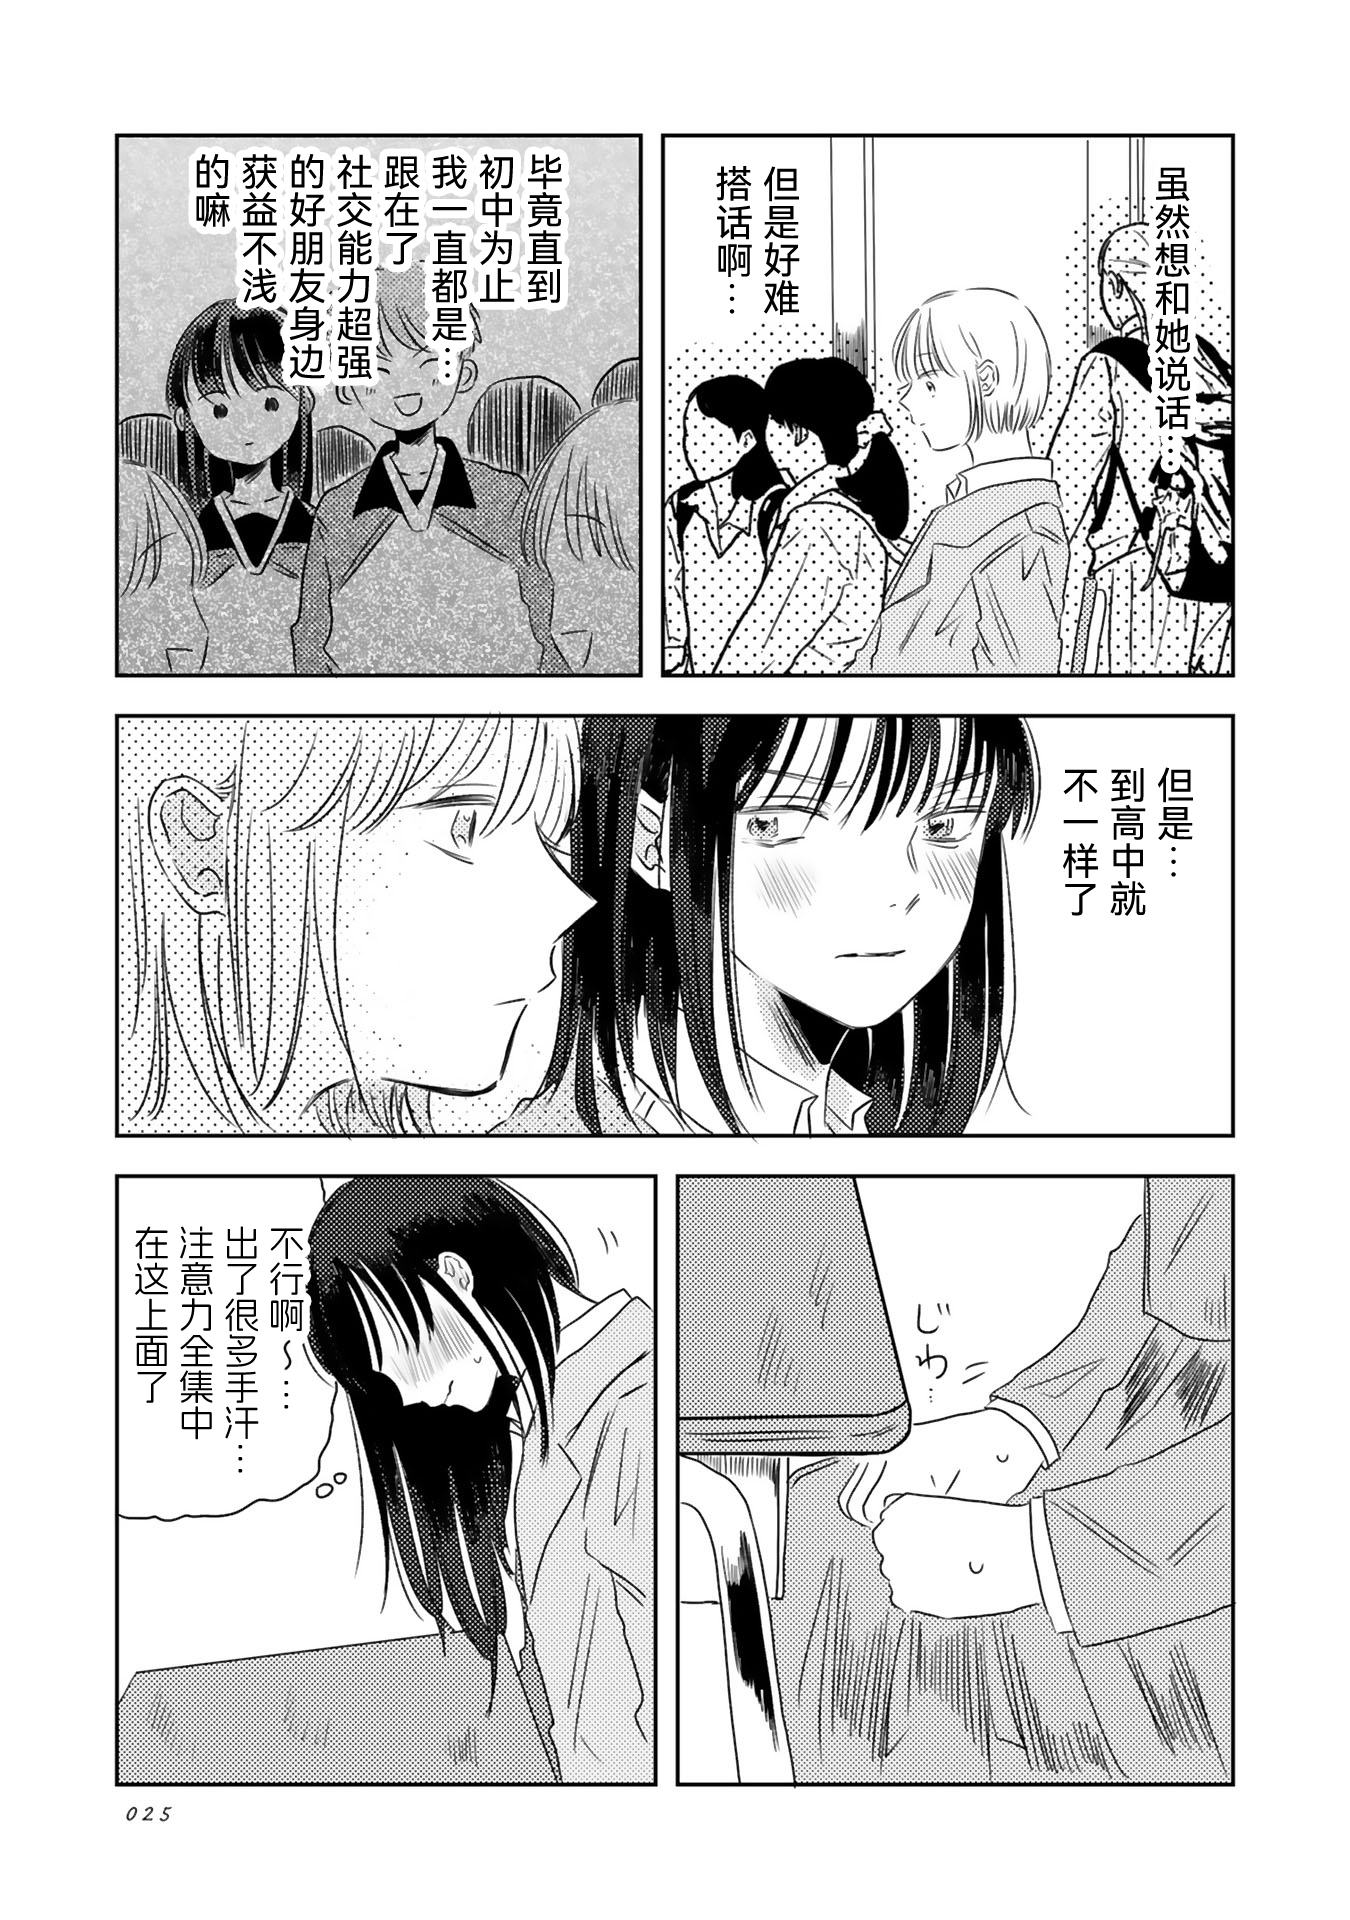 虽然想和她说话…
但是好难
搭话啊…
毕竟直到
初中为止
我一直都是…
跟在了
社交能力超强
的好朋友身边
获益不浅
的嘛
但是…
到高中就
不一样了
じわ…
不行啊～…
出了很多手汗…
注意力全集中
在这上面了
025